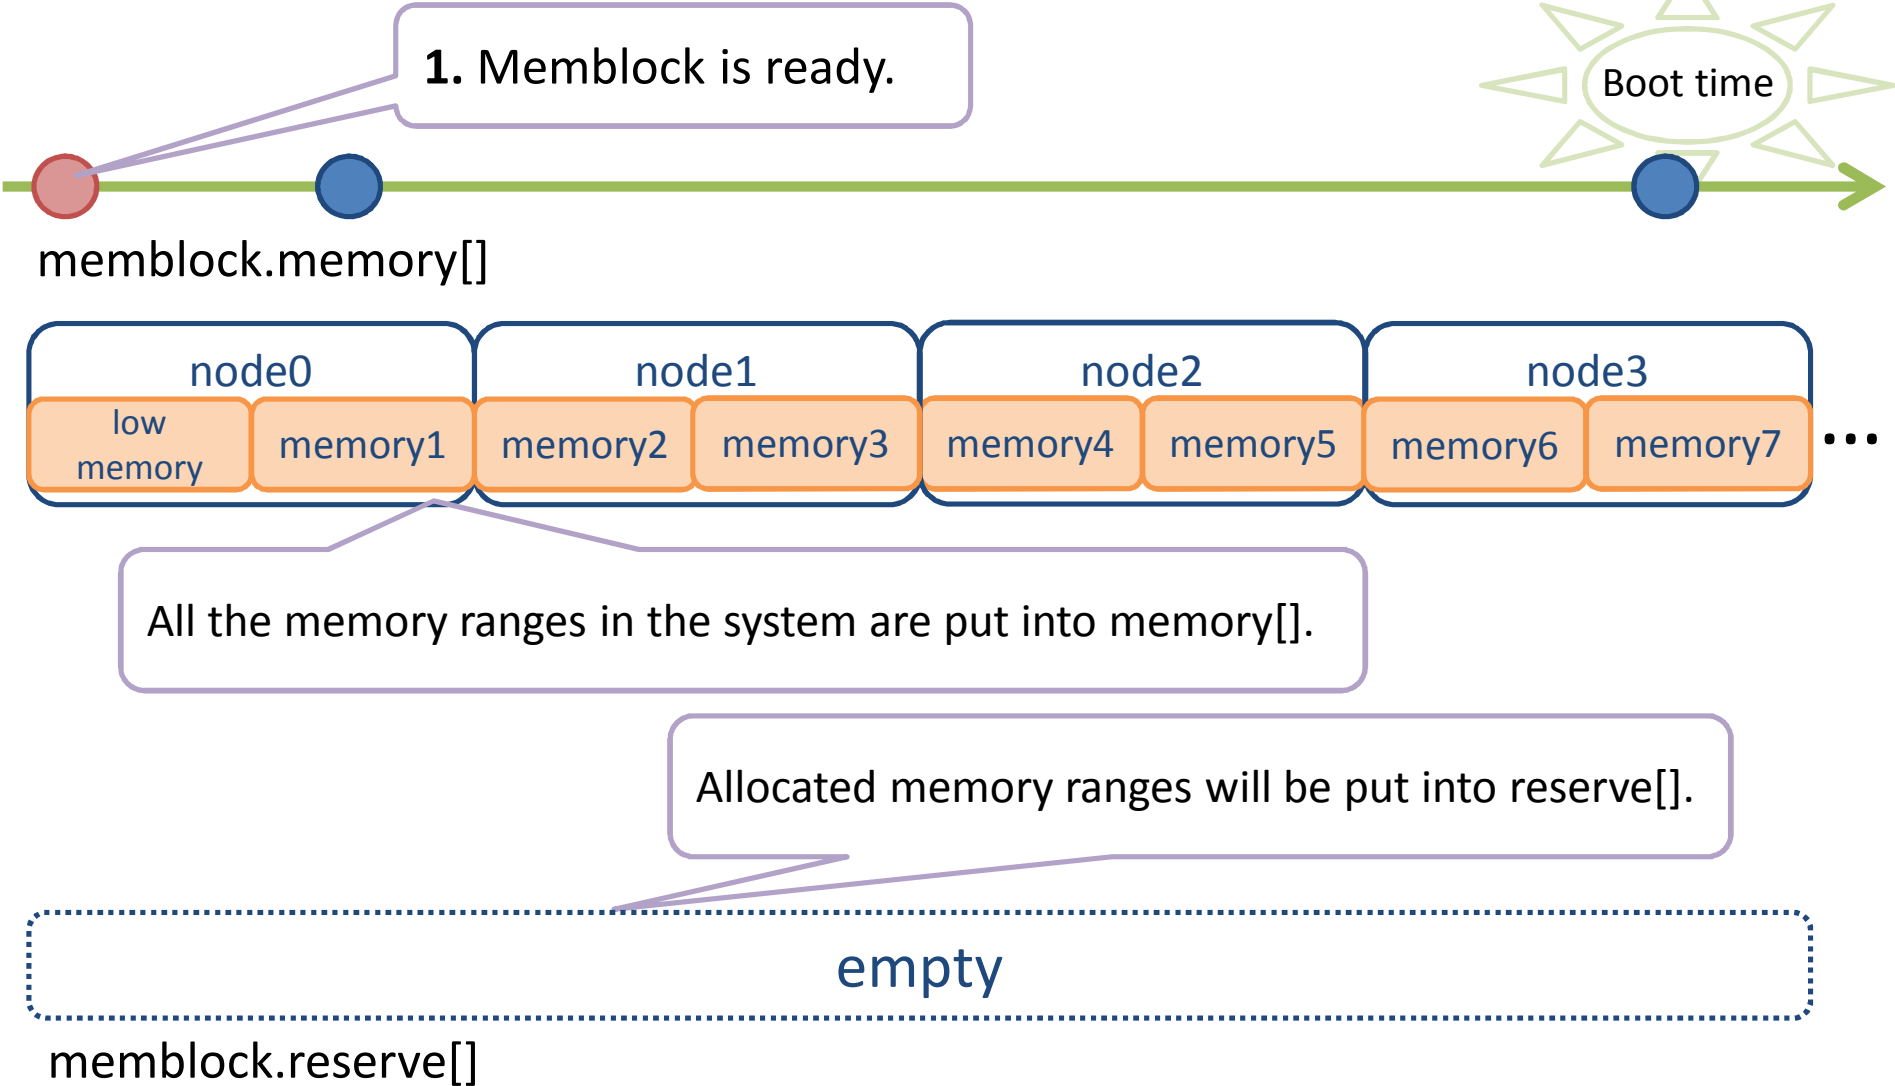 1. Memblock is ready.
Boot time
memblock.memory[]
node0
node1
node2
node3
low
memory
memory1
memory2
memory3
memory4
memory5
memory6
memory7
...
All the memory ranges in the system are put into memory[].
Allocated memory ranges will be put into reserve[].
empty
memblock.reserve[]